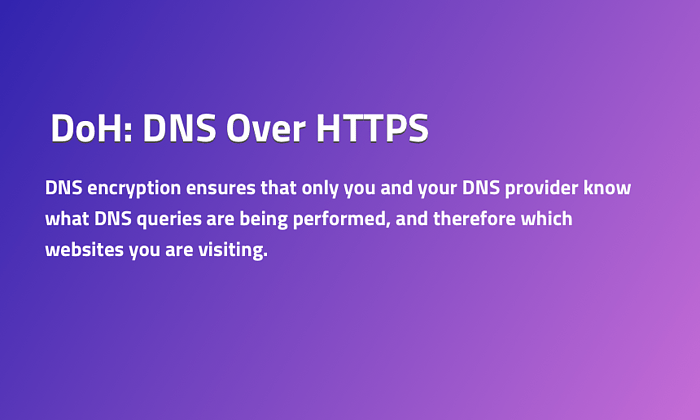 DoH: DNS Over HTTPS
DNS encryption ensures that only you and your DNS provider know
what DNS queries are being performed, and therefore which
websites you are visiting.